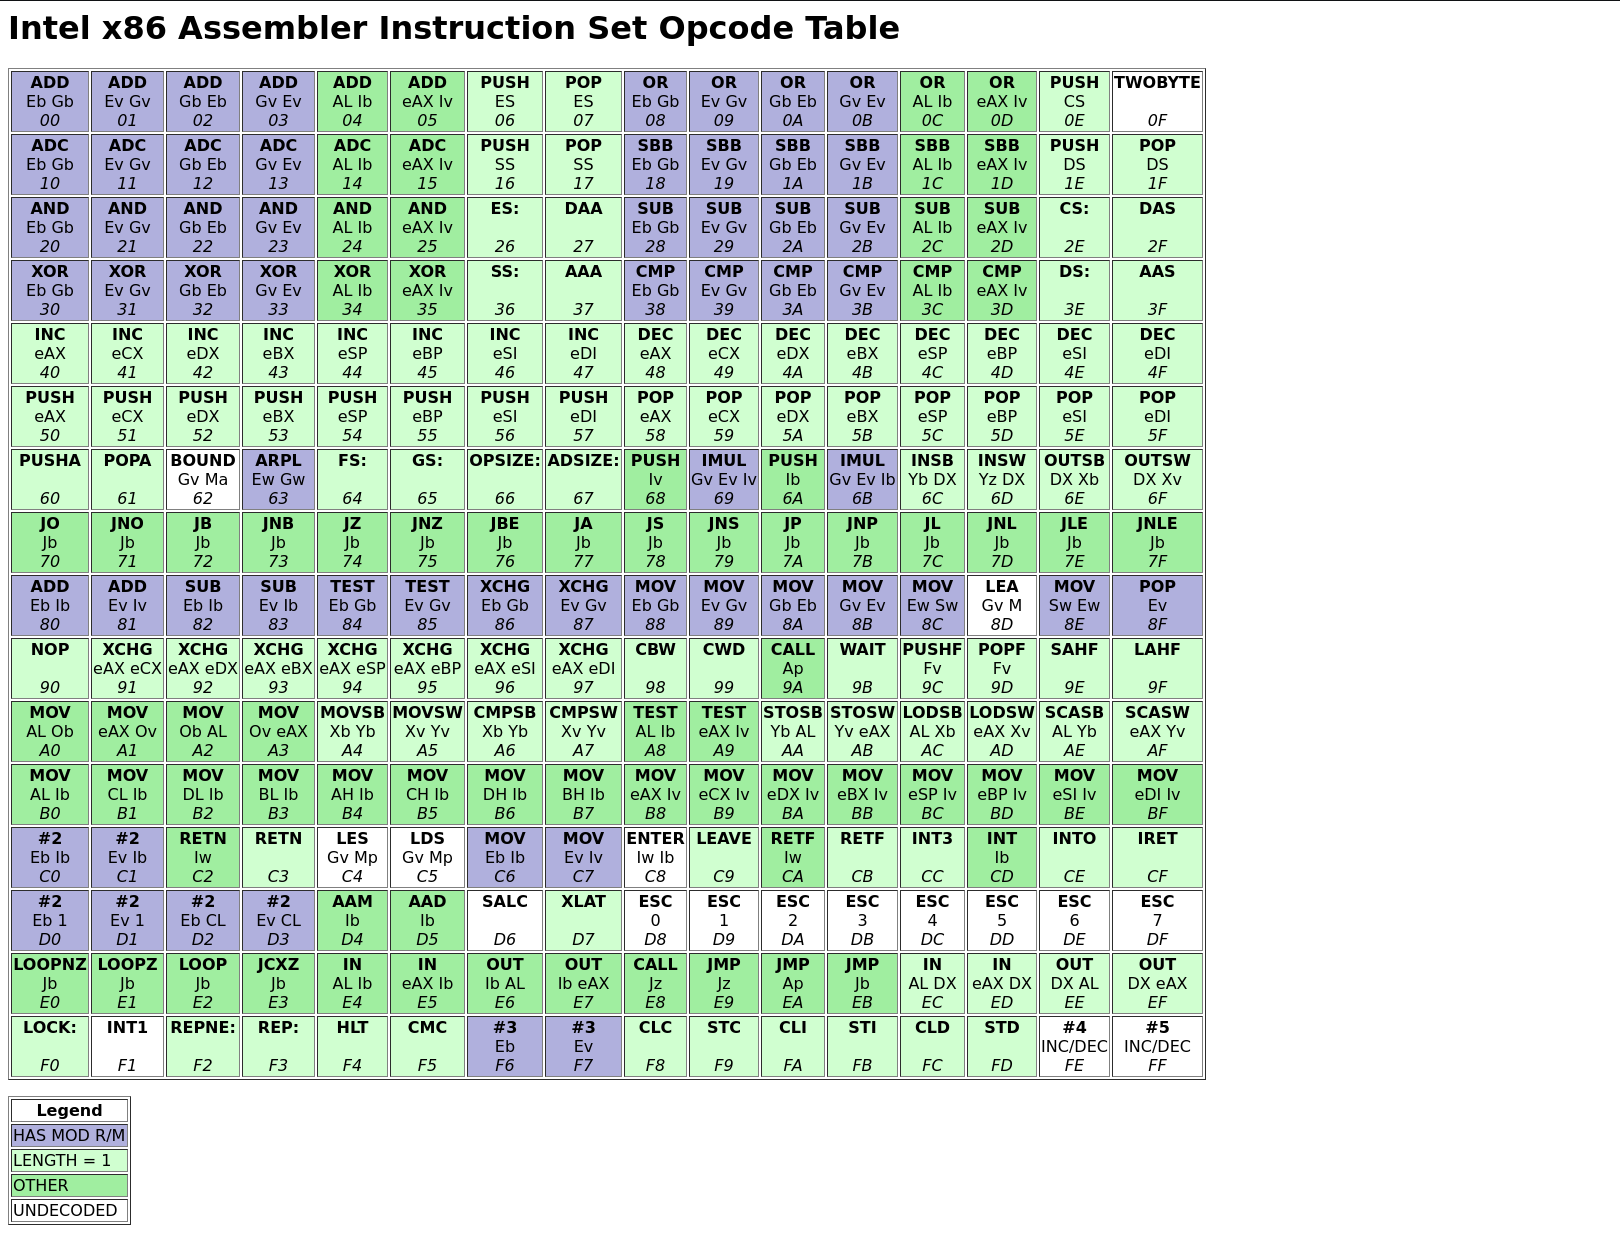 Intel x86 Assembler Instruction Set Opcode Table
ADD ADD ADD ADD ADD ADD PUSH POP OR OR OR OR OR OR PUSH TWOBYTE
Eb Gb Ev Gv Gb Eb Gv Ev AL Ib eAX Iv ES ES Eb Gb Ev Gv Gb Eb Gv Ev AL Ib eAX Iv CS
00 01 02 03 04 05 06 07 08 09 0A 0B 0C 0D 0E 0F
ADC ADC ADC ADC ADC ADC PUSH POP SBB SBB SBB SBB SBB SBB PUSH POP
Eb Gb Ev Gv Gb Eb Gv Ev AL Ib eAX Iv SS SS Eb Gb Ev Gv Gb Eb Gv Ev AL Ib eAX Iv DS DS
10 11 12 13 14 15 16 17 18 19 1A 1B 1C 1D 1E 1F
AND AND AND AND AND AND ES: DAA SUB SUB SUB SUB SUB SUB CS: DAS
Eb Gb Ev Gv Gb Eb Gv Ev AL Ib eAX Iv Eb Gb Ev Gv Gb Eb Gv Ev AL Ib eAX Iv
20 21 22 23 24 25 26 27 28 29 2A 2B 2C 2D 2E 2F
XOR XOR XOR XOR XOR XOR SS: AAA CMP CMP CMP CMP CMP CMP DS: AAS
Eb Gb Ev Gv Gb Eb Gv Ev AL Ib eAX Iv Eb Gb Ev Gv Gb Eb Gv Ev AL Ib eAX Iv
30 31 32 33 34 35 36 37 38 39 3A 3B 3C 3D 3E 3F
INC INC INC INC INC INC INC INC DEC DEC DEC DEC DEC DEC DEC DEC
eAX eCX eDX eBX eSP eBP eSI eDI eAX eCX eDX eBX eSP eBP eSI eDI
40 41 42 43 44 45 46 47 48 49 4A 4B 4C 4D 4E 4F
PUSH PUSH PUSH PUSH PUSH PUSH PUSH PUSH POP POP POP POP POP POP POP POP
eAX eCX eDX eBX eSP eBP eSI eDI eAX eCX eDX eBX eSP eBP eSI eDI
50 51 52 53 54 55 56 57 58 59 5A 5B 5C 5D 5E 5F
PUSHA POPA BOUND ARPL FS: GS: OPSIZE: ADSIZE: PUSH IMUL PUSH IMUL INSB INSW OUTSB OUTSW
Gv Ma Ew Gw Iv Gv Ev Iv Ib Gv Ev Ib Yb DX Yz DX DX Xb DX Xv
60 61 62 63 64 65 66 67 68 69 6A 6B 6C 6D 6E 6F
JO JNO JB JNB JZ JNZ JBE JA JS JNS JP JNP JL JNL JLE JNLE
Jb Jb Jb Jb Jb Jb Jb Jb Jb Jb Jb Jb Jb Jb Jb Jb
70 71 72 73 74 75 76 77 78 79 7A 7B 7C 7D 7E 7F
ADD ADD SUB SUB TEST TEST XCHG XCHG MOV MOV MOV MOV MOV LEA MOV POP
Eb Ib Ev Iv Eb Ib Ev Ib Eb Gb Ev Gv Eb Gb Ev Gv Eb Gb Ev Gv Gb Eb Gv Ev Ew Sw Gv M Sw Ew Ev
80 81 82 83 84 85 86 87 88 89 8A 8B 8C 8D 8E 8F
NOP XCHG XCHG XCHG XCHG XCHG XCHG XCHG CBW CWD CALL WAIT PUSHF POPF SAHF LAHF
eAX eCX eAX eDX eAX eBX eAX eSP eAX eBP eAX eSI eAX eDI Ap Fv Fv
90 91 92 93 94 95 96 97 98 99 9A 9B 9C 9D 9E 9F
MOV MOV MOV MOV MOVSB MOVSW CMPSB CMPSW TEST TEST STOSB STOSW LODSB LODSW SCASB SCASW
AL Ob eAX Ov Ob AL Ov eAX Xb Yb Xv Yv Xb Yb Xv Yv AL Ib eAX Iv Yb AL Yv eAX AL Xb eAX Xv AL Yb eAX Yv
A0 A1 A2 A3 A4 A5 A6 A7 A8 A9 AA AB AC AD AE AF
MOV MOV MOV MOV MOV MOV MOV MOV MOV MOV MOV MOV MOV MOV MOV MOV
AL Ib CL Ib DL Ib BL Ib AH Ib CH Ib DH Ib BH Ib eAX Iv eCX Iv eDX Iv eBX Iv eSP Iv eBP Iv eSI Iv eDI Iv
B0 B1 B2 B3 B4 B5 B6 B7 B8 B9 BA BB BC BD BE BF
#2 #2 RETN RETN LES LDS MOV MOV ENTER LEAVE RETF RETF INT3 INT INTO IRET
Eb Ib Ev Ib Iw Gv Mp Gv Mp Eb Ib Ev Iv Iw Ib Iw Ib
C0 C1 C2 C3 C4 C5 C6 C7 C8 C9 CA CB CC CD CE CF
#2 #2 #2 #2 AAM AAD SALC XLAT ESC ESC ESC ESC ESC ESC ESC ESC
Eb 1 Ev 1 Eb CL Ev CL Ib Ib 0 1 2 3 4 5 6 7
D0 D1 D2 D3 D4 D5 D6 D7 D8 D9 DA DB DC DD DE DF
LOOPNZ LOOPZ LOOP JCXZ IN IN OUT OUT CALL JMP JMP JMP IN IN OUT OUT
Jb Jb Jb Jb AL Ib eAX Ib Ib AL Ib eAX Jz Jz Ap Jb AL DX eAX DX DX AL DX eAX
E0 E1 E2 E3 E4 E5 E6 E7 E8 E9 EA EB EC ED EE EF
LOCK: INT1 REPNE: REP: HLT CMC #3 #3 CLC STC CLI STI CLD STD #4 #5
Eb Ev INC/DEC INC/DEC
F0 F1 F2 F3 F4 F5 F6 F7 F8 F9 FA FB FC FD FE FF
Legend
HAS MOD R/M
LENGTH = 1
OTHER
UNDECODED